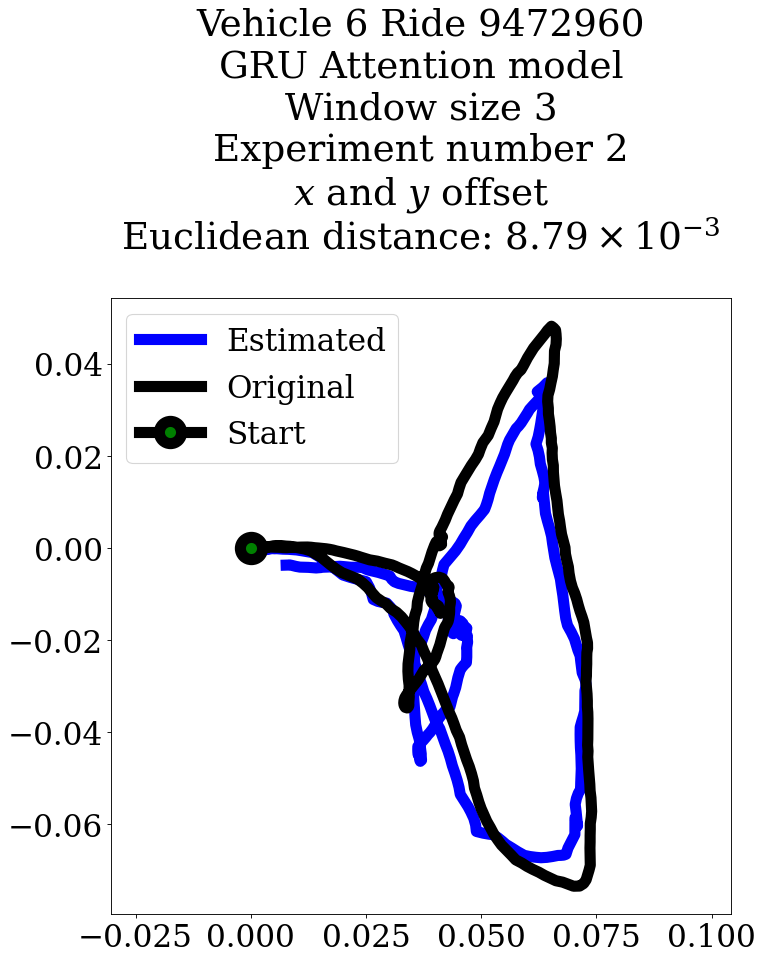 Vehicle 6 Ride 9472960
GRU Attention model
Window size 3
Experiment number 2
x and y offset
Euclidean distance: 8.79 × 10⁻³
Estimated
Original
Start
0.04
0.02
0.00
−0.02
−0.04
−0.06
−0.025 0.000 0.025 0.050 0.075 0.100